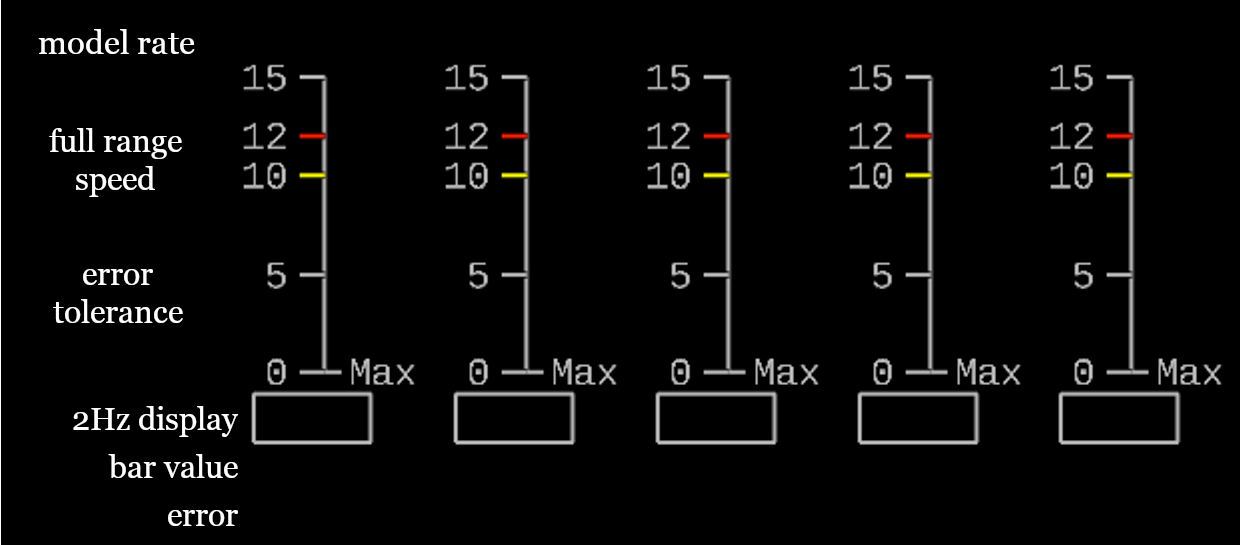 model rate
15 15 15 15 15
full range
speed
12 12 12 12 12
10 10 10 10 10
error
tolerance
5 5 5 5 5
0 Max 0 Max 0 Max 0 Max 0 Max
2Hz display
bar value
error